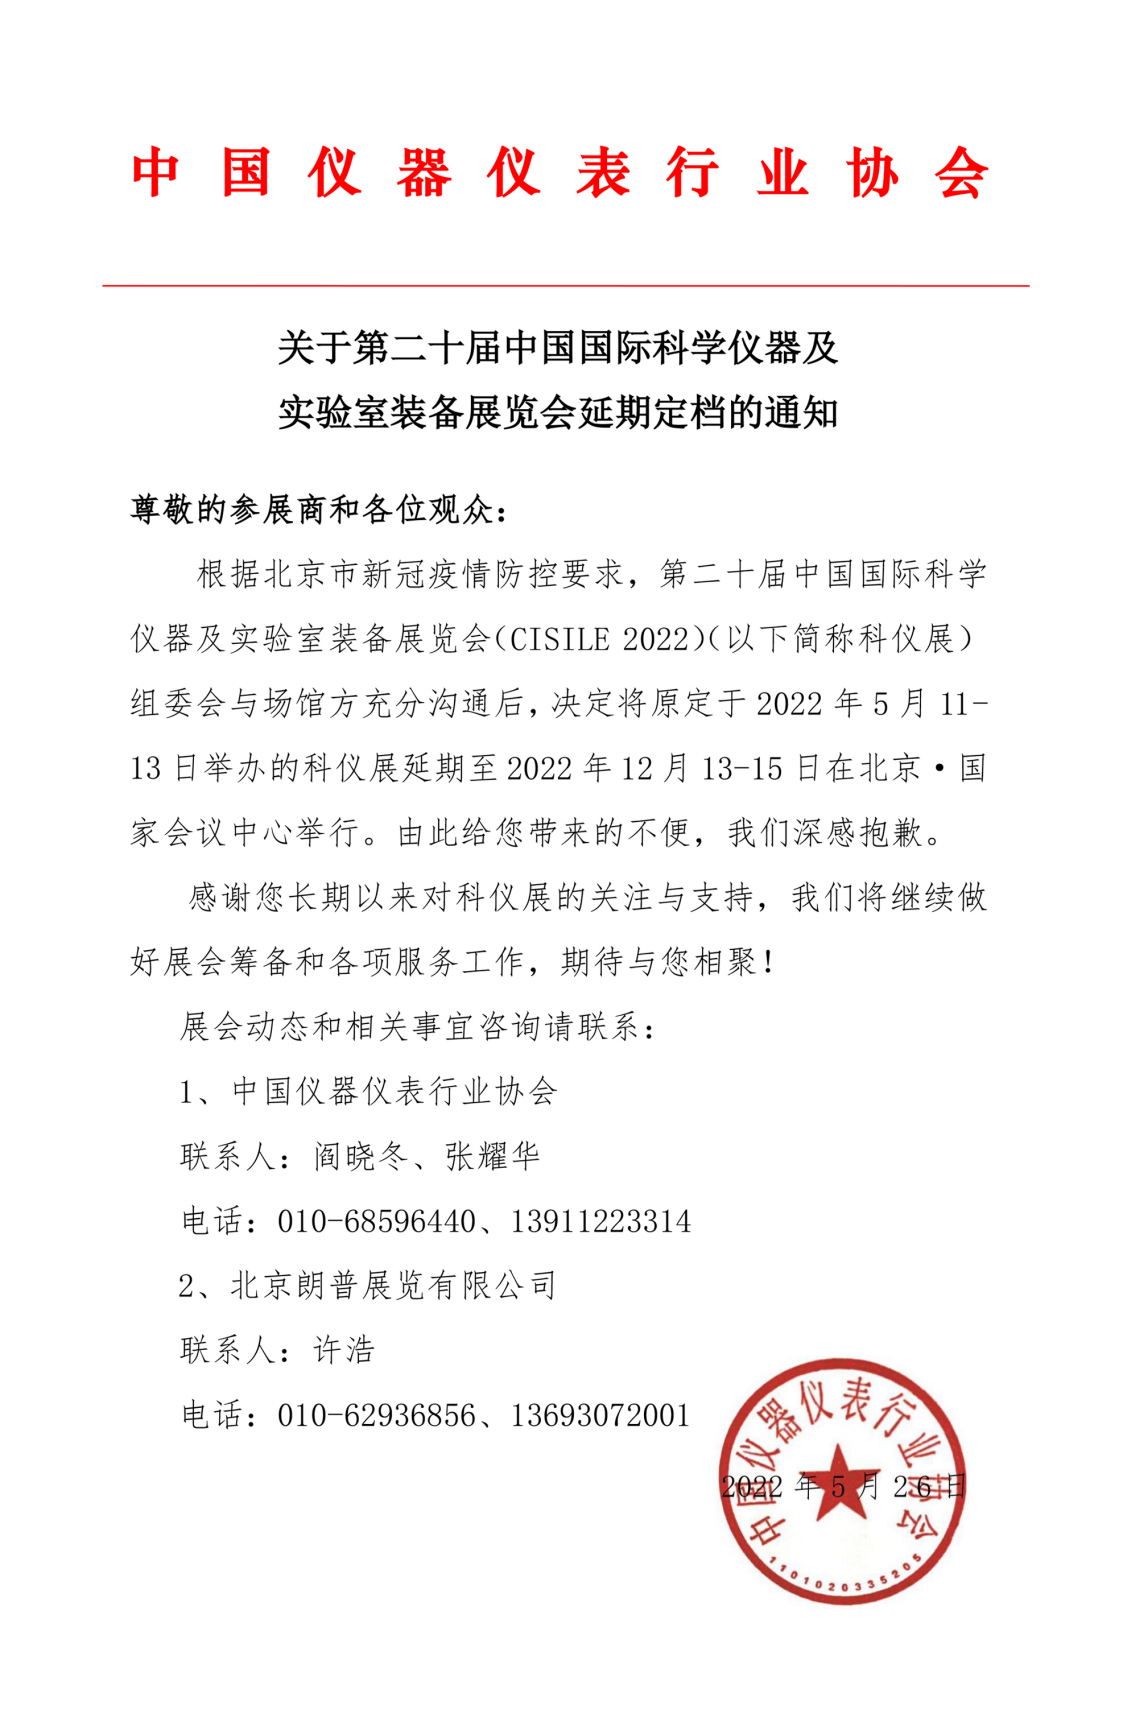 中国仪器仪表行业协会
关于第二十届中国国际科学仪器及
实验室装备展览会延期定档的通知
尊敬的参展商和各位观众：
根据北京市新冠疫情防控要求，第二十届中国国际科学
仪器及实验室装备展览会（CISILE 2022）（以下简称科仪展）
组委会与场馆方充分沟通后，决定将原定于 2022 年 5 月 11-
13 日举办的科仪展延期至 2022 年 12 月 13-15 日在北京·国
家会议中心举行。由此给您带来的不便，我们深感抱歉。
感谢您长期以来对科仪展的关注与支持，我们将继续做
好展会筹备和各项服务工作，期待与您相聚！
展会动态和相关事宜咨询请联系：
1、中国仪器仪表行业协会
联系人：阎晓冬、张耀华
电话：010-68596440、13911223314
2、北京朗普展览有限公司
联系人：许浩
电话：010-62936856、13693072001
中国仪器仪表行业协会
2022 年 5 月 26 日
1101020335205